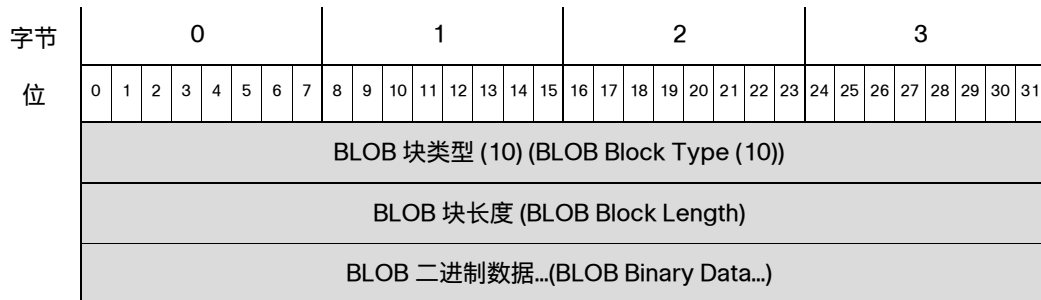 字节 0 1 2 3
位 0 1 2 3 4 5 6 7 8 9 10 11 12 13 14 15 16 17 18 19 20 21 22 23 24 25 26 27 28 29 30 31
BLOB 块类型 (10) (BLOB Block Type (10))
BLOB 块长度 (BLOB Block Length)
BLOB 二进制数据...(BLOB Binary Data...)